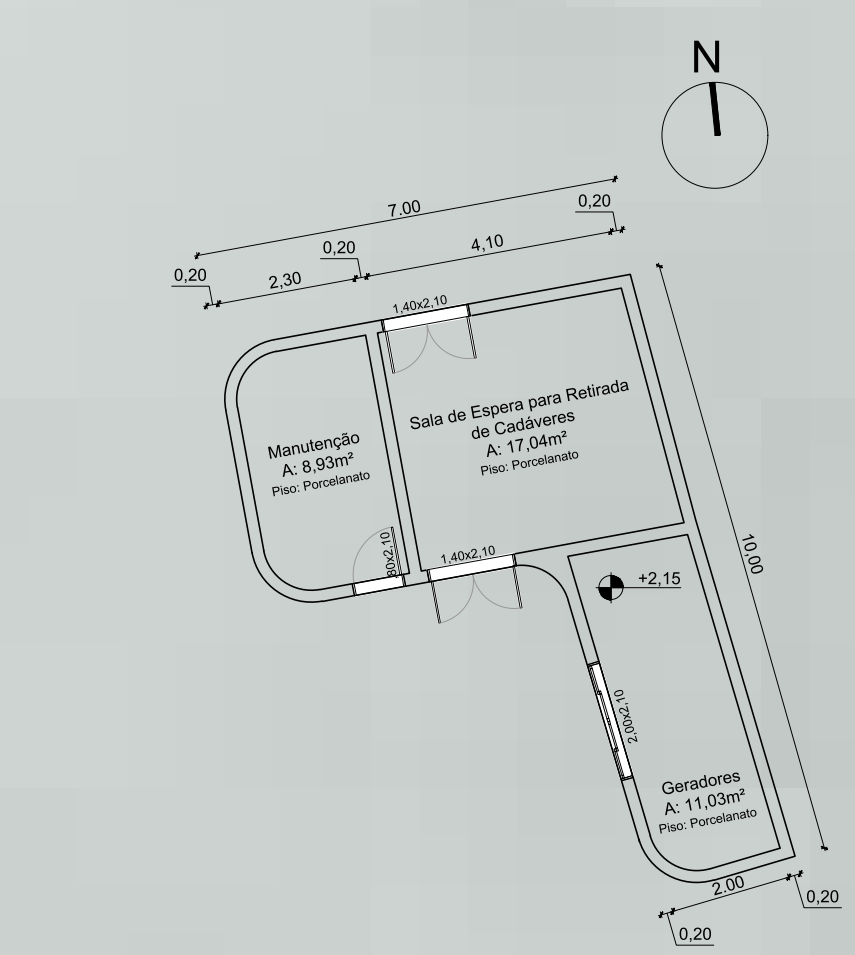 N
7.00
0,20
0,20
4,10
0,20
2,30
1,40x2,10
Sala de Espera para Retirada
de Cadáveres
A: 17,04m²
Piso: Porcelanato
Manutenção
A: 8,93m²
Piso: Porcelanato
80x2,10
1,40x2,10
10,00
+2,15
2,00x2,10
Geradores
A: 11,03m²
Piso: Porcelanato
2.00
0,20
0,20